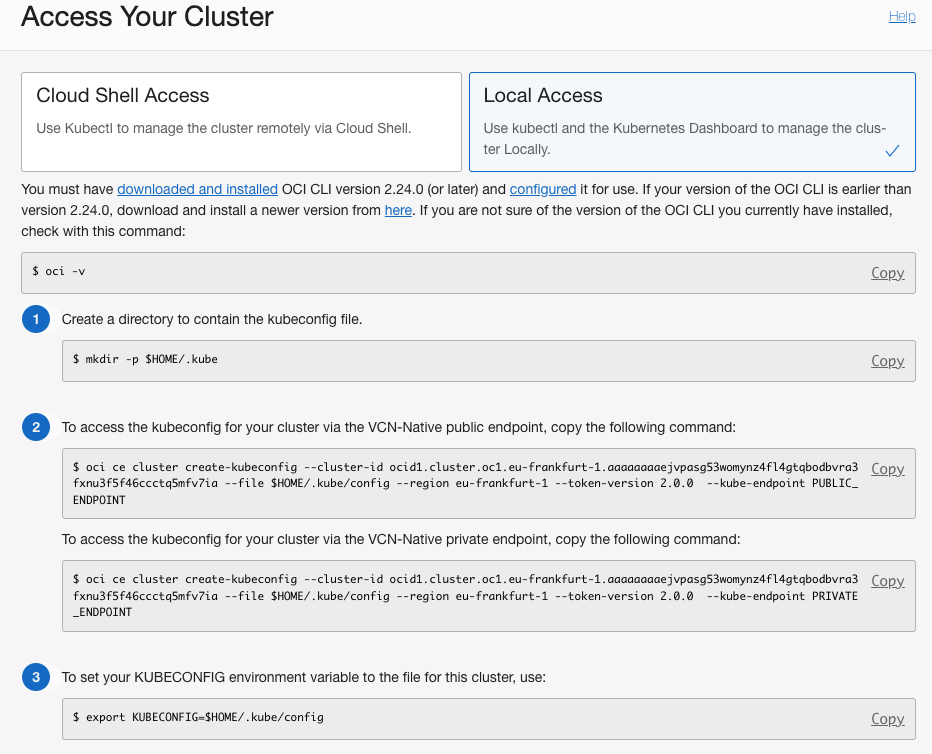 Access Your Cluster
Help
Cloud Shell Access
Use Kubectl to manage the cluster remotely via Cloud Shell.
Local Access
Use kubectl and the Kubernetes Dashboard to manage the clus-
ter Locally.
You must have downloaded and installed OCI CLI version 2.24.0 (or later) and configured it for use. If your version of the OCI CLI is earlier than
version 2.24.0, download and install a newer version from here. If you are not sure of the version of the OCI CLI you currently have installed,
check with this command:
$ oci -v
Copy
1 Create a directory to contain the kubeconfig file.
$ mkdir -p $HOME/.kube
Copy
2 To access the kubeconfig for your cluster via the VCN-Native public endpoint, copy the following command:
$ oci ce cluster create-kubeconfig --cluster-id ocid1.cluster.oc1.eu-frankfurt-1.aaaaaaaaejvpasg53womynz4fl4gtqbodbvra3
Copy
fxnu3f5f46ccctq5mfv7ia --file $HOME/.kube/config --region eu-frankfurt-1 --token-version 2.0.0  --kube-endpoint PUBLIC_
ENDPOINT
To access the kubeconfig for your cluster via the VCN-Native private endpoint, copy the following command:
$ oci ce cluster create-kubeconfig --cluster-id ocid1.cluster.oc1.eu-frankfurt-1.aaaaaaaaejvpasg53womynz4fl4gtqbodbvra3
Copy
fxnu3f5f46ccctq5mfv7ia --file $HOME/.kube/config --region eu-frankfurt-1 --token-version 2.0.0  --kube-endpoint PRIVATE
_ENDPOINT
3 To set your KUBECONFIG environment variable to the file for this cluster, use:
$ export KUBECONFIG=$HOME/.kube/config
Copy